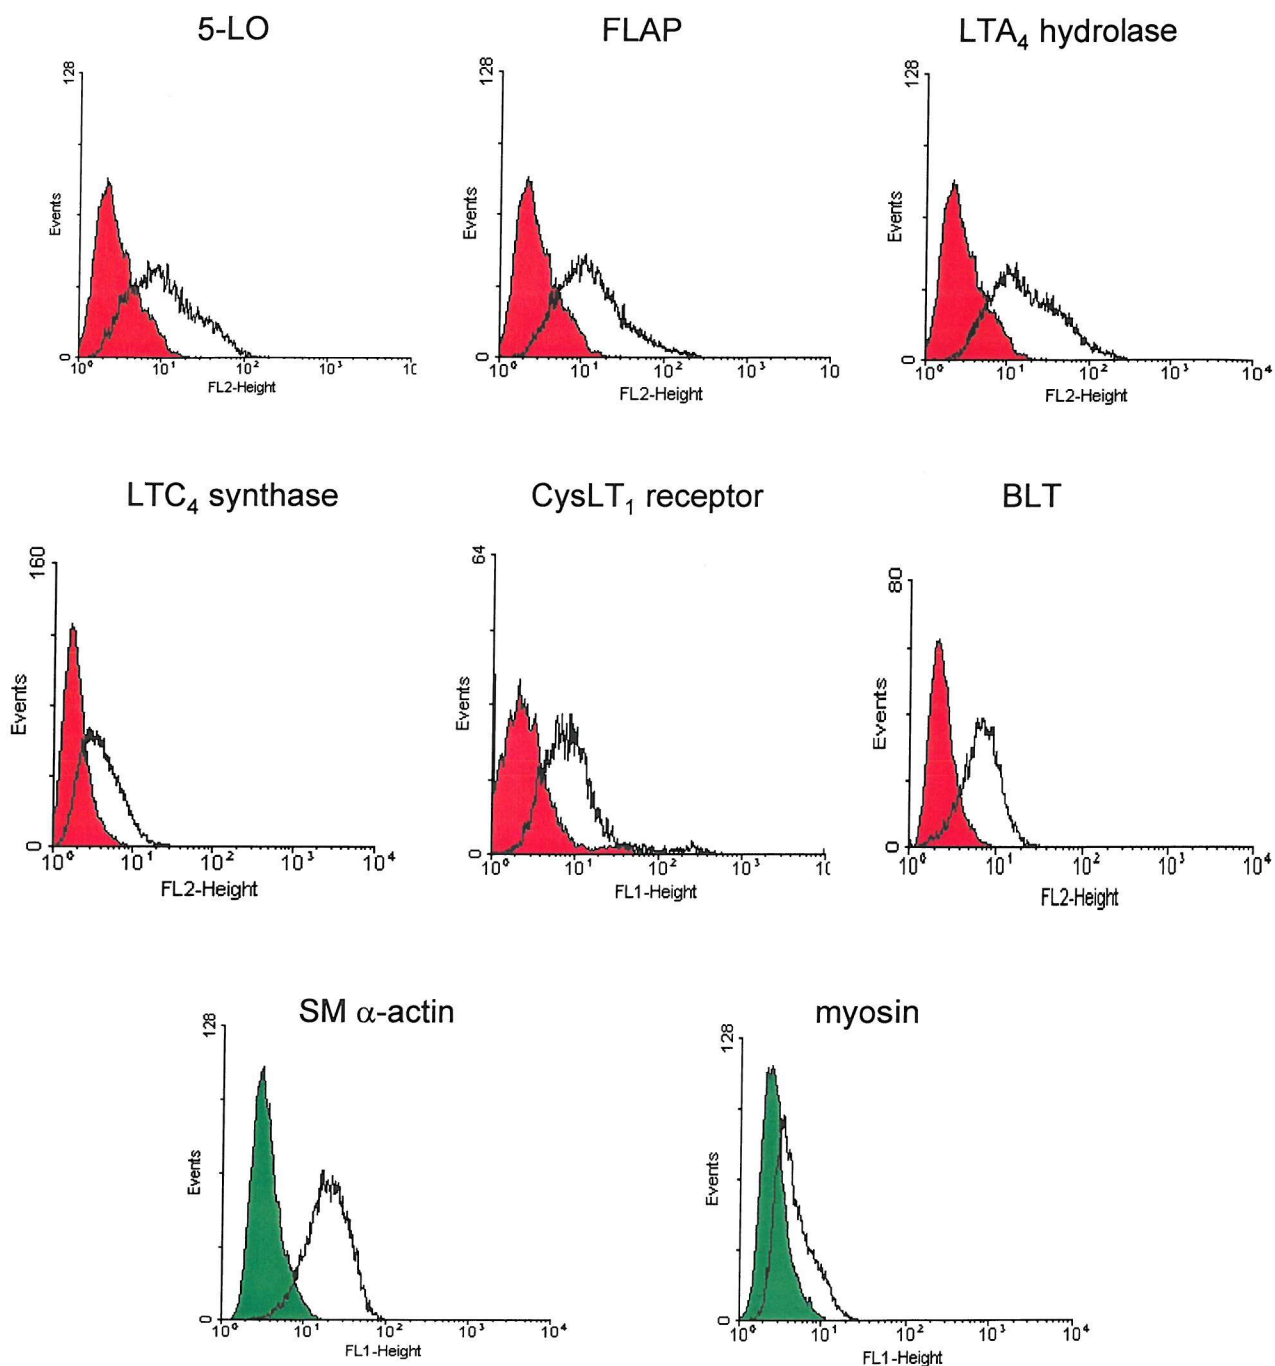 5-LO
FLAP
LTA₄ hydrolase
128
Events
0
10⁰ 10¹ 10² 10³ 1(
FL2-Height
128
Events
0
10⁰ 10¹ 10² 10³ 10
FL2-Height
128
Events
0
10⁰ 10¹ 10² 10³ 10⁴
FL2-Height
LTC₄ synthase
CysLT₁ receptor
BLT
160
Events
0
10⁰ 10¹ 10² 10³ 10⁴
FL2-Height
64
Events
0
10⁰ 10¹ 10² 10³ 1(
FL1-Height
80
Events
0
10⁰ 10¹ 10² 10³ 10⁴
FL2-Height
SM α-actin
myosin
128
Events
0
10⁰ 10¹ 10² 10³ 10⁴
FL1-Height
128
Events
0
10⁰ 10¹ 10² 10³ 10⁴
FL1-Height